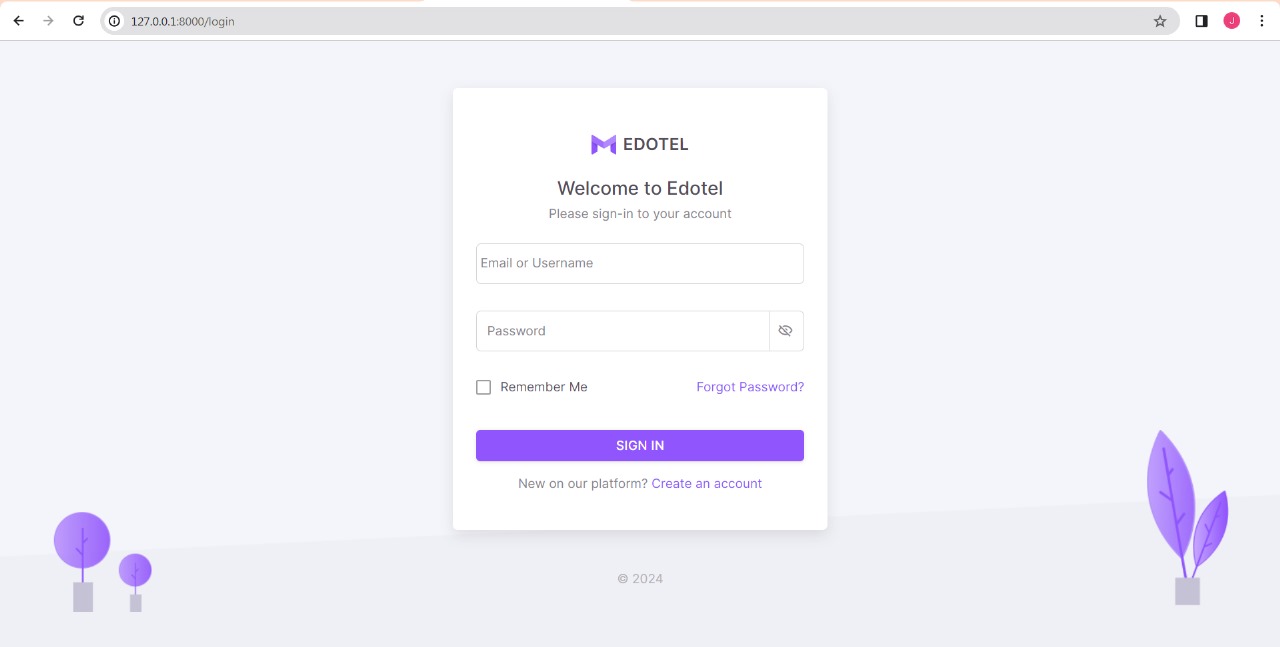 127.0.0.1:8000/login
J
EDOTEL
Welcome to Edotel
Please sign-in to your account
Email or Username
Password
Remember Me
Forgot Password?
SIGN IN
New on our platform? Create an account
© 2024